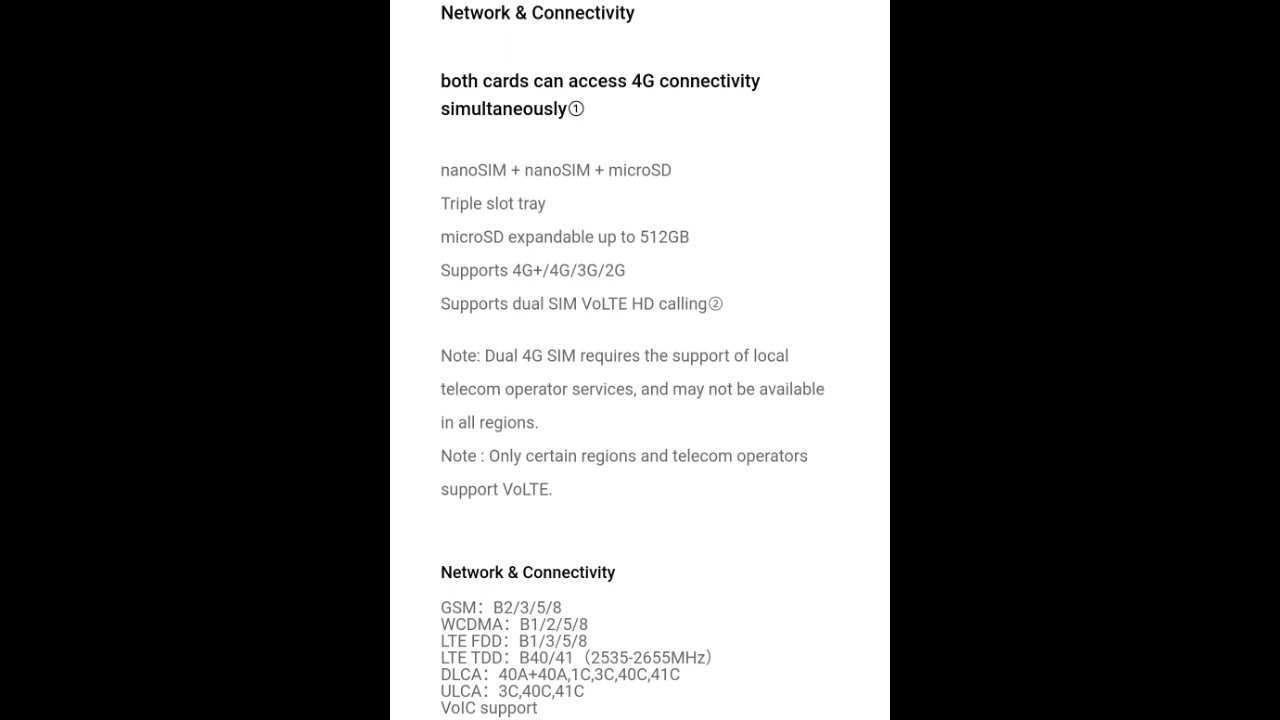 Network & Connectivity
both cards can access 4G connectivity
simultaneously①
nanoSIM + nanoSIM + microSD
Triple slot tray
microSD expandable up to 512GB
Supports 4G+/4G/3G/2G
Supports dual SIM VoLTE HD calling②
Note: Dual 4G SIM requires the support of local
telecom operator services, and may not be available
in all regions.
Note : Only certain regions and telecom operators
support VoLTE.
Network & Connectivity
GSM：B2/3/5/8
WCDMA：B1/2/5/8
LTE FDD：B1/3/5/8
LTE TDD：B40/41（2535-2655MHz）
DLCA：40A+40A,1C,3C,40C,41C
ULCA：3C,40C,41C
VoIC support